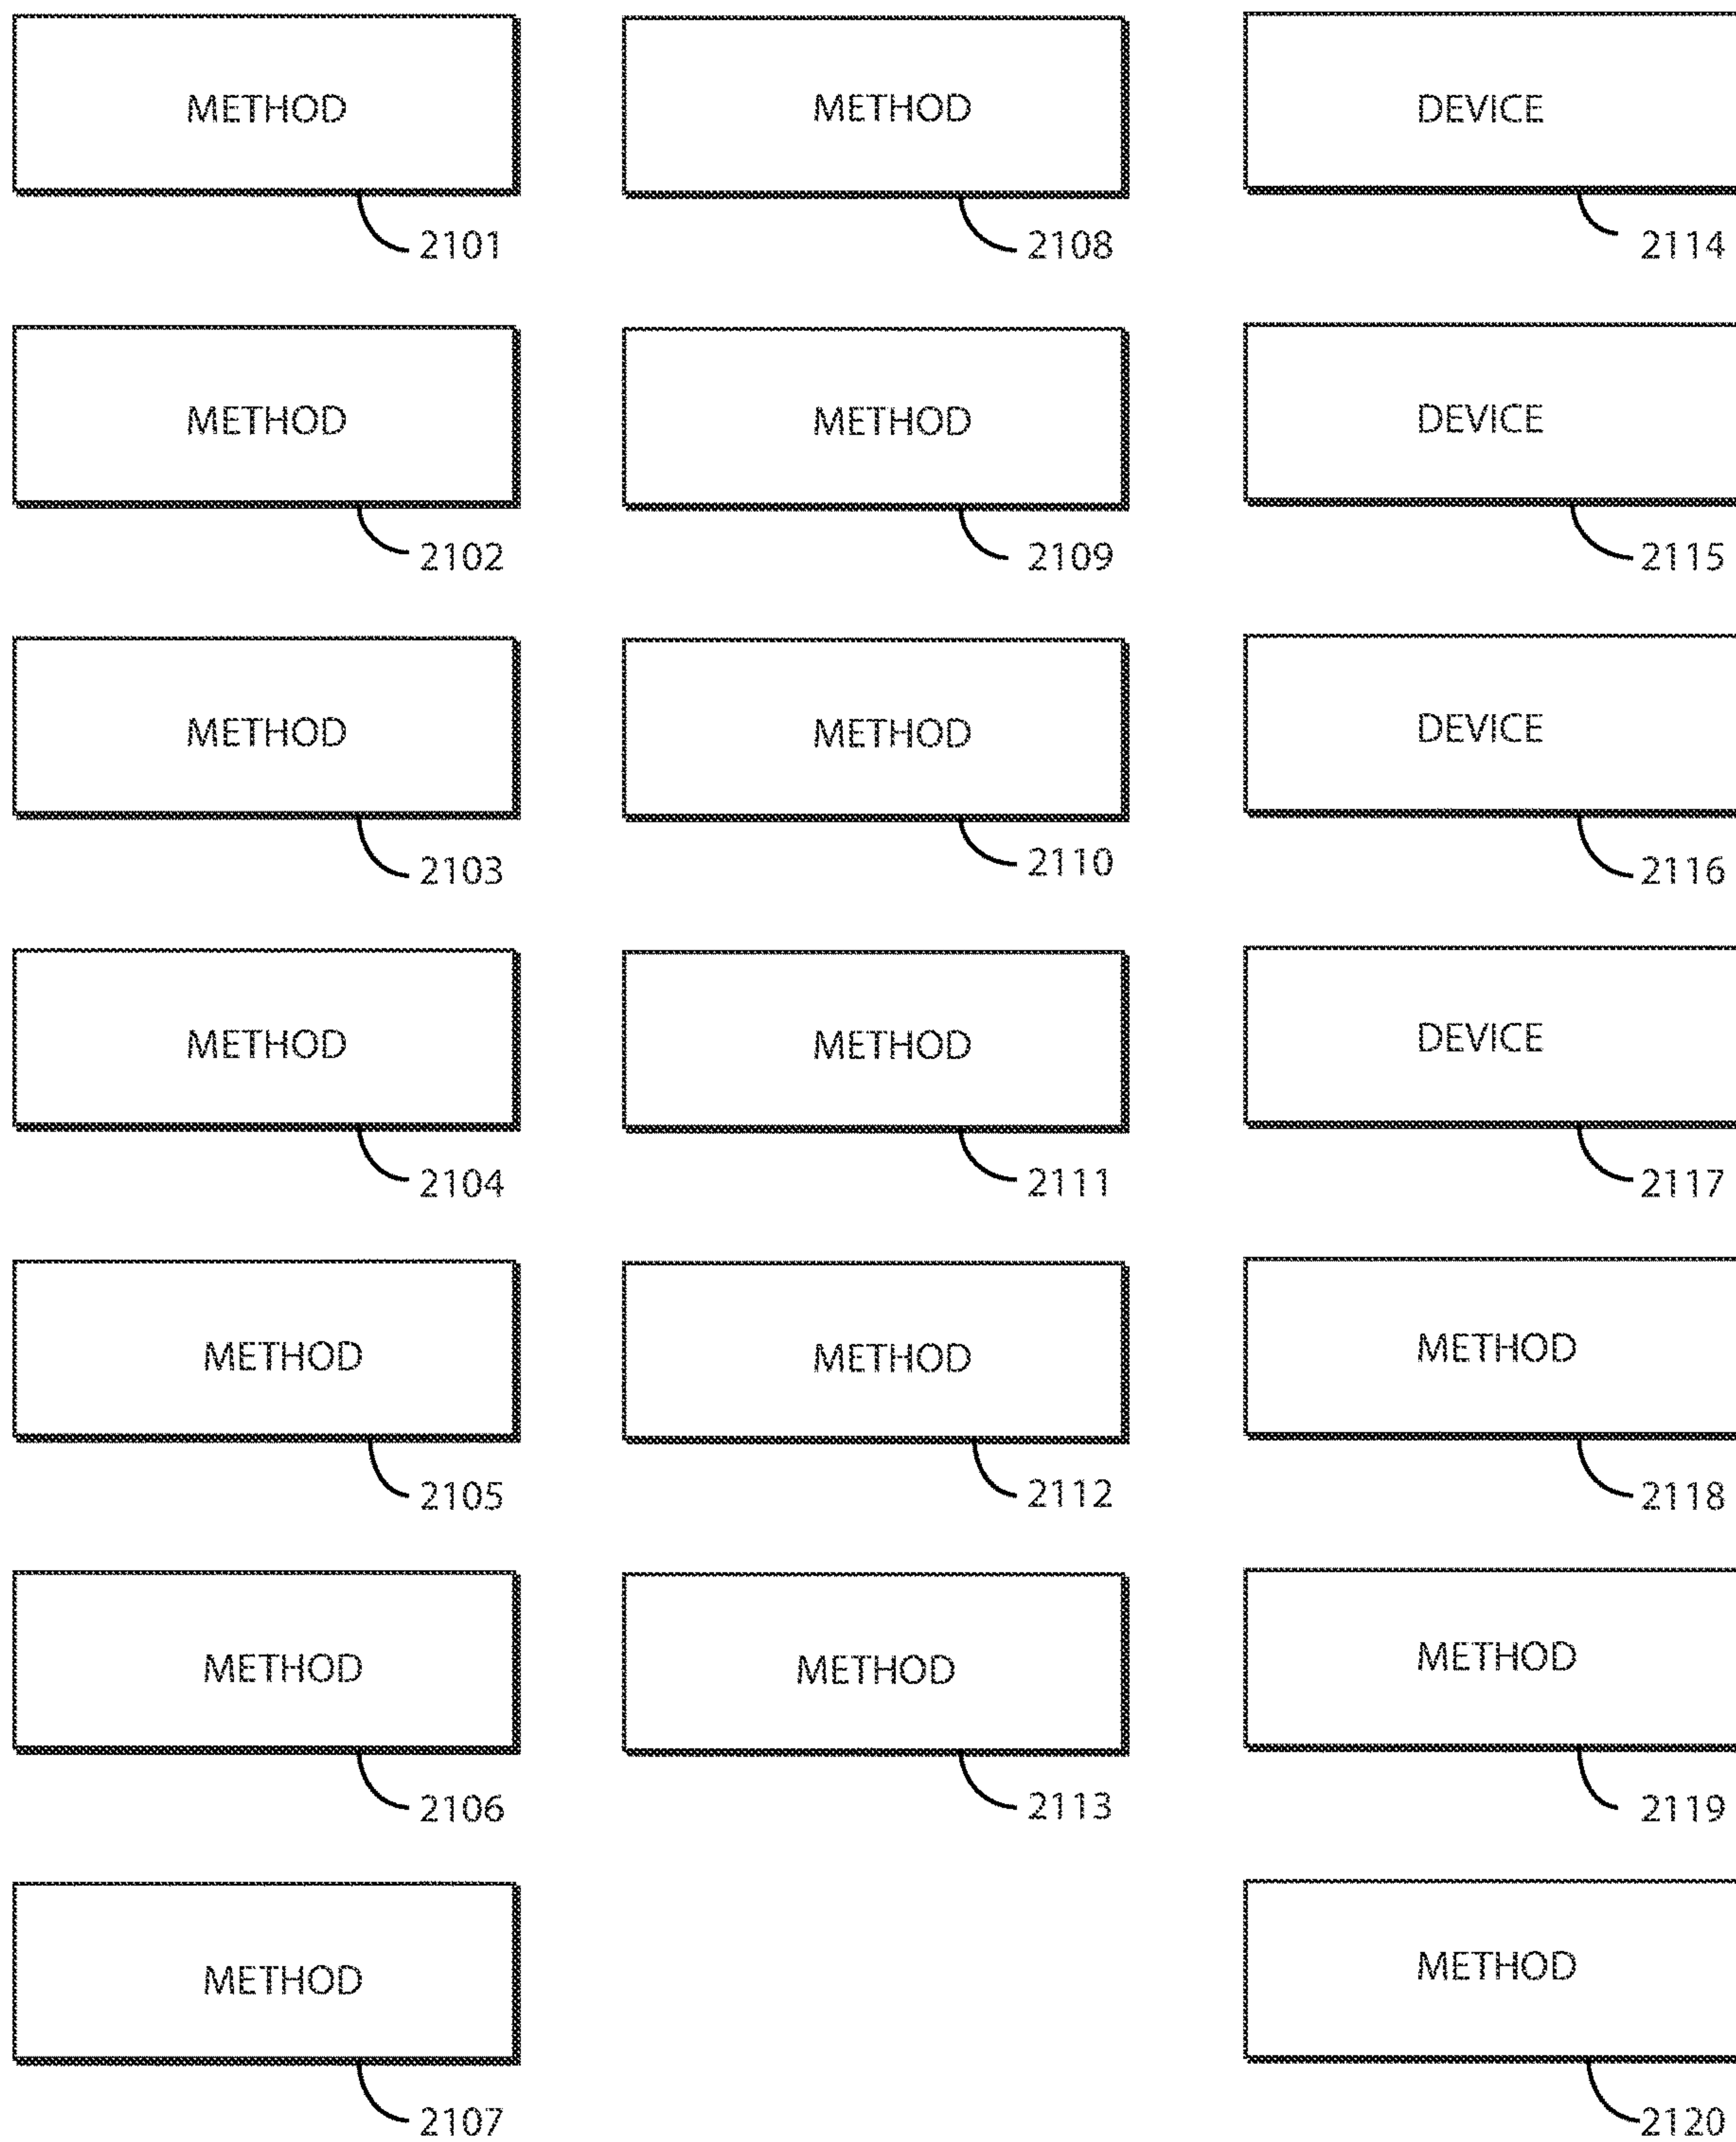 METHOD
2101
METHOD
2102
METHOD
2103
METHOD
2104
METHOD
2105
METHOD
2106
METHOD
2107
METHOD
2108
METHOD
2109
METHOD
2110
METHOD
2111
METHOD
2112
METHOD
2113
DEVICE
2114
DEVICE
2115
DEVICE
2116
DEVICE
2117
METHOD
2118
METHOD
2119
METHOD
2120